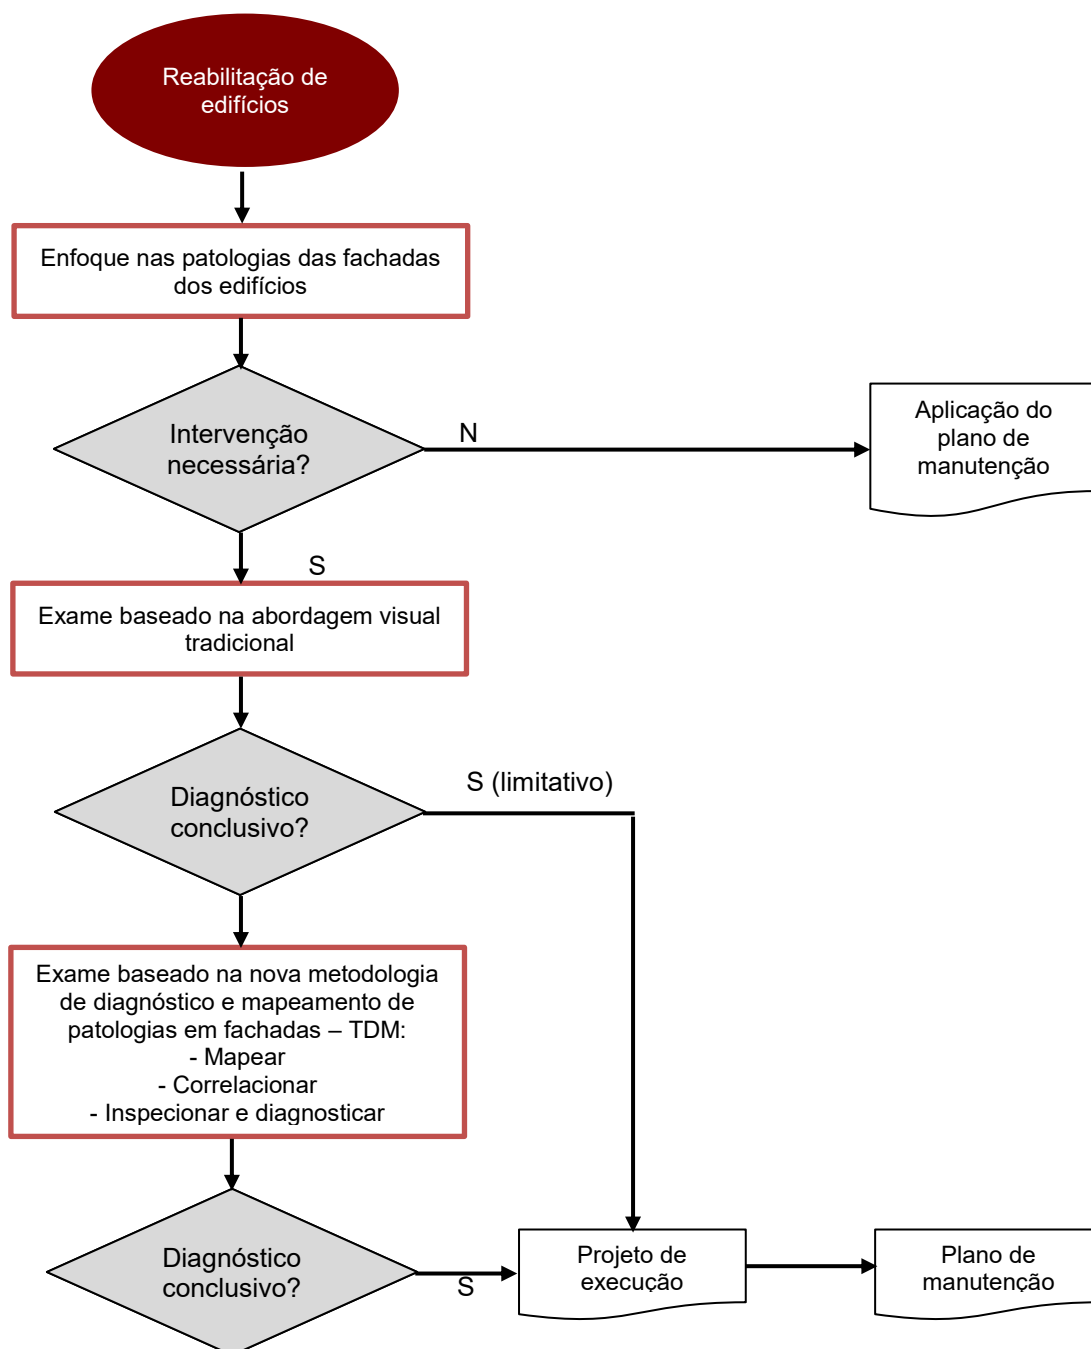 Reabilitação de
edifícios
Enfoque nas patologias das fachadas
dos edifícios
Intervenção
necessária?
N
Aplicação do
plano de
manutenção
S
Exame baseado na abordagem visual
tradicional
Diagnóstico
conclusivo?
S (limitativo)
Exame baseado na nova metodologia
de diagnóstico e mapeamento de
patologias em fachadas – TDM:
- Mapear
- Correlacionar
- Inspecionar e diagnosticar
Diagnóstico
conclusivo?
S
Projeto de
execução
Plano de
manutenção